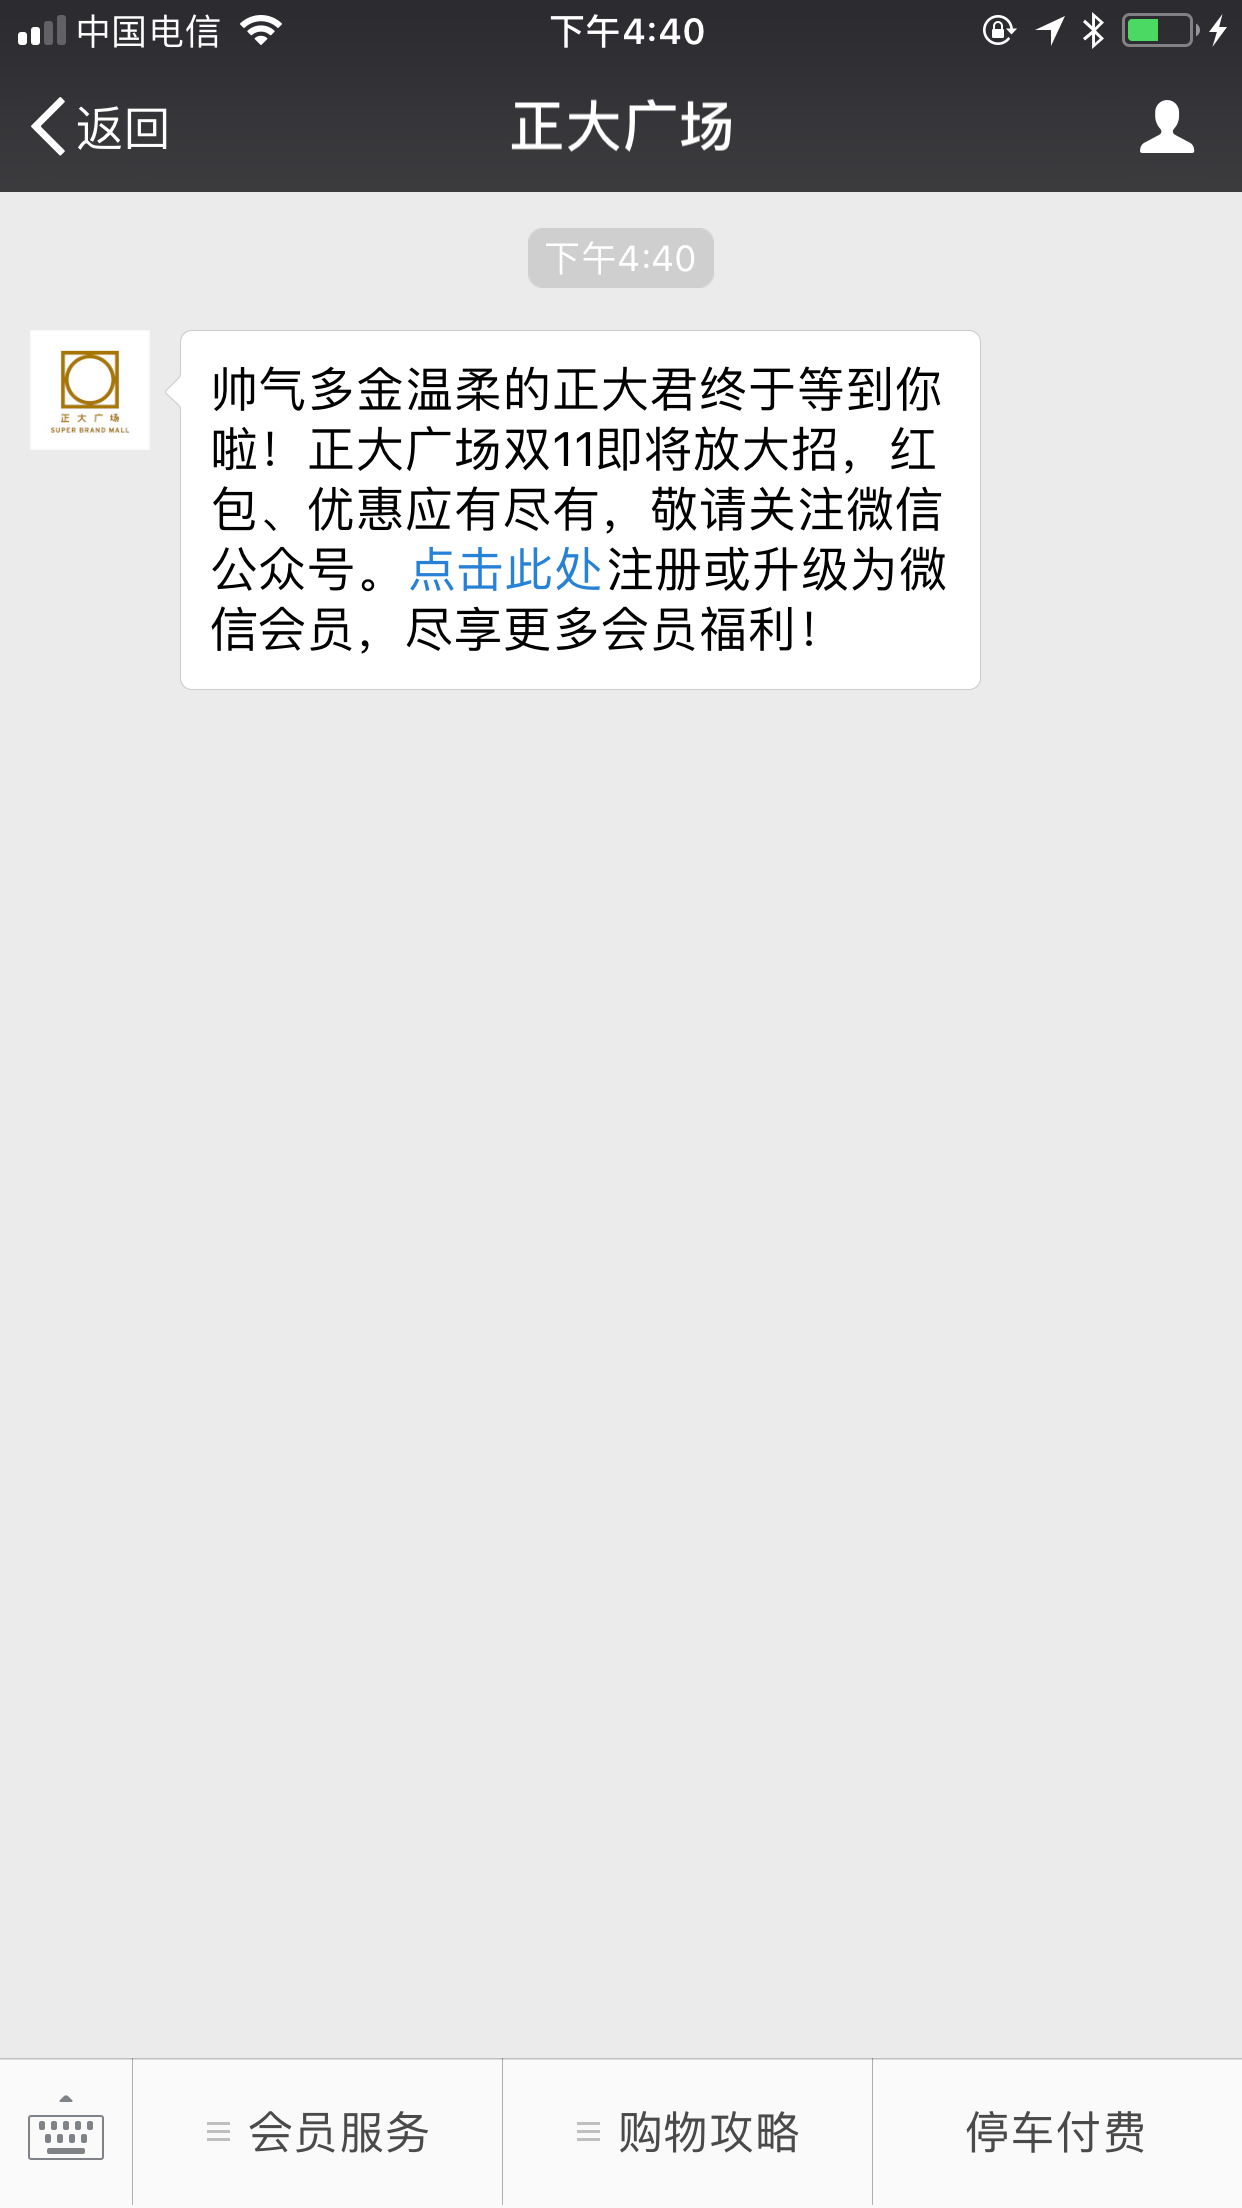 中国电信
下午4:40
返回
正大广场
下午4:40
正大广场
SUPER BRAND MALL
帅气多金温柔的正大君终于等到你
啦！正大广场双11即将放大招，红
包、优惠应有尽有，敬请关注微信
公众号。点击此处注册或升级为微
信会员，尽享更多会员福利！
会员服务
购物攻略
停车付费